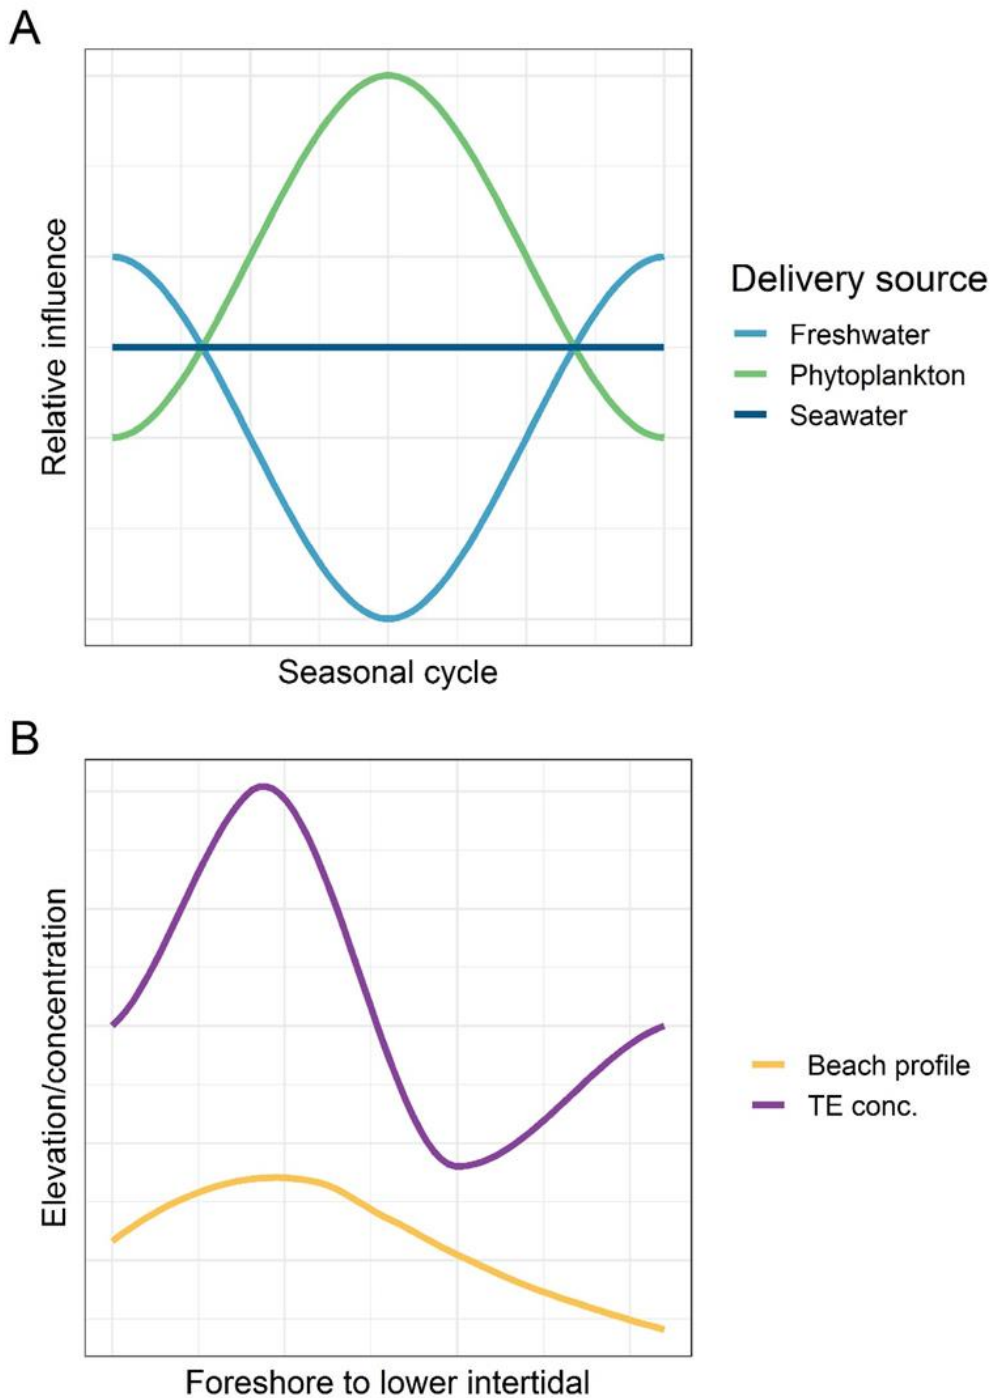 A
Relative influence
Seasonal cycle
Delivery source
Freshwater
Phytoplankton
Seawater
B
Elevation/concentration
Foreshore to lower intertidal
Beach profile
TE conc.